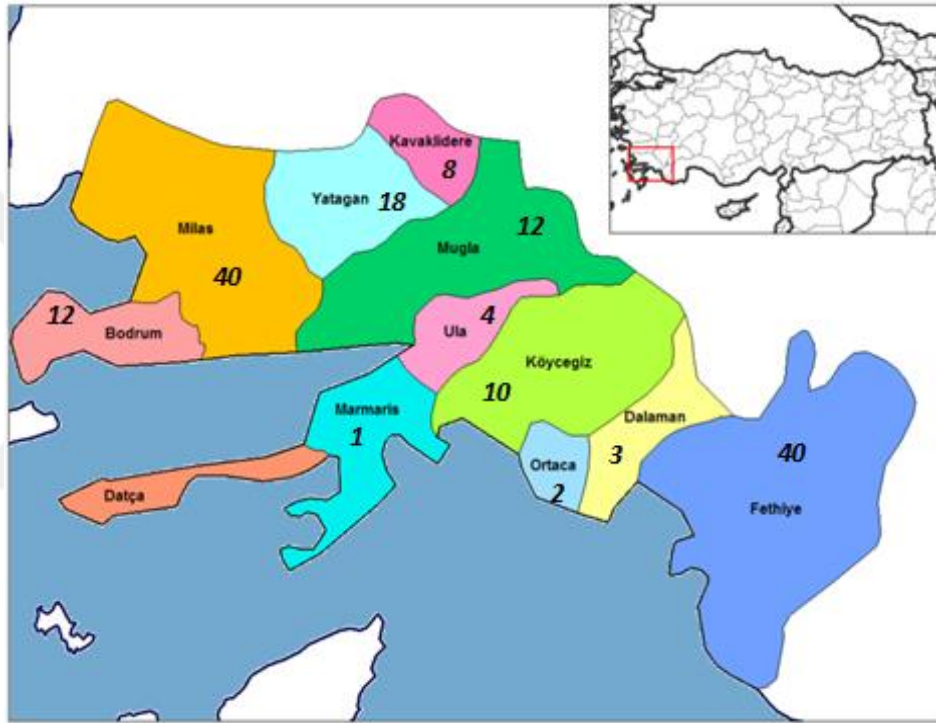 Kavaklidere
8
Yatagan 18
12
Milas
Mugla
40
12
4
Bodrum
Ula
Köycegiz
10
Marmaris
1
Dalaman
3
40
Ortaca
2
Datça
Fethiye